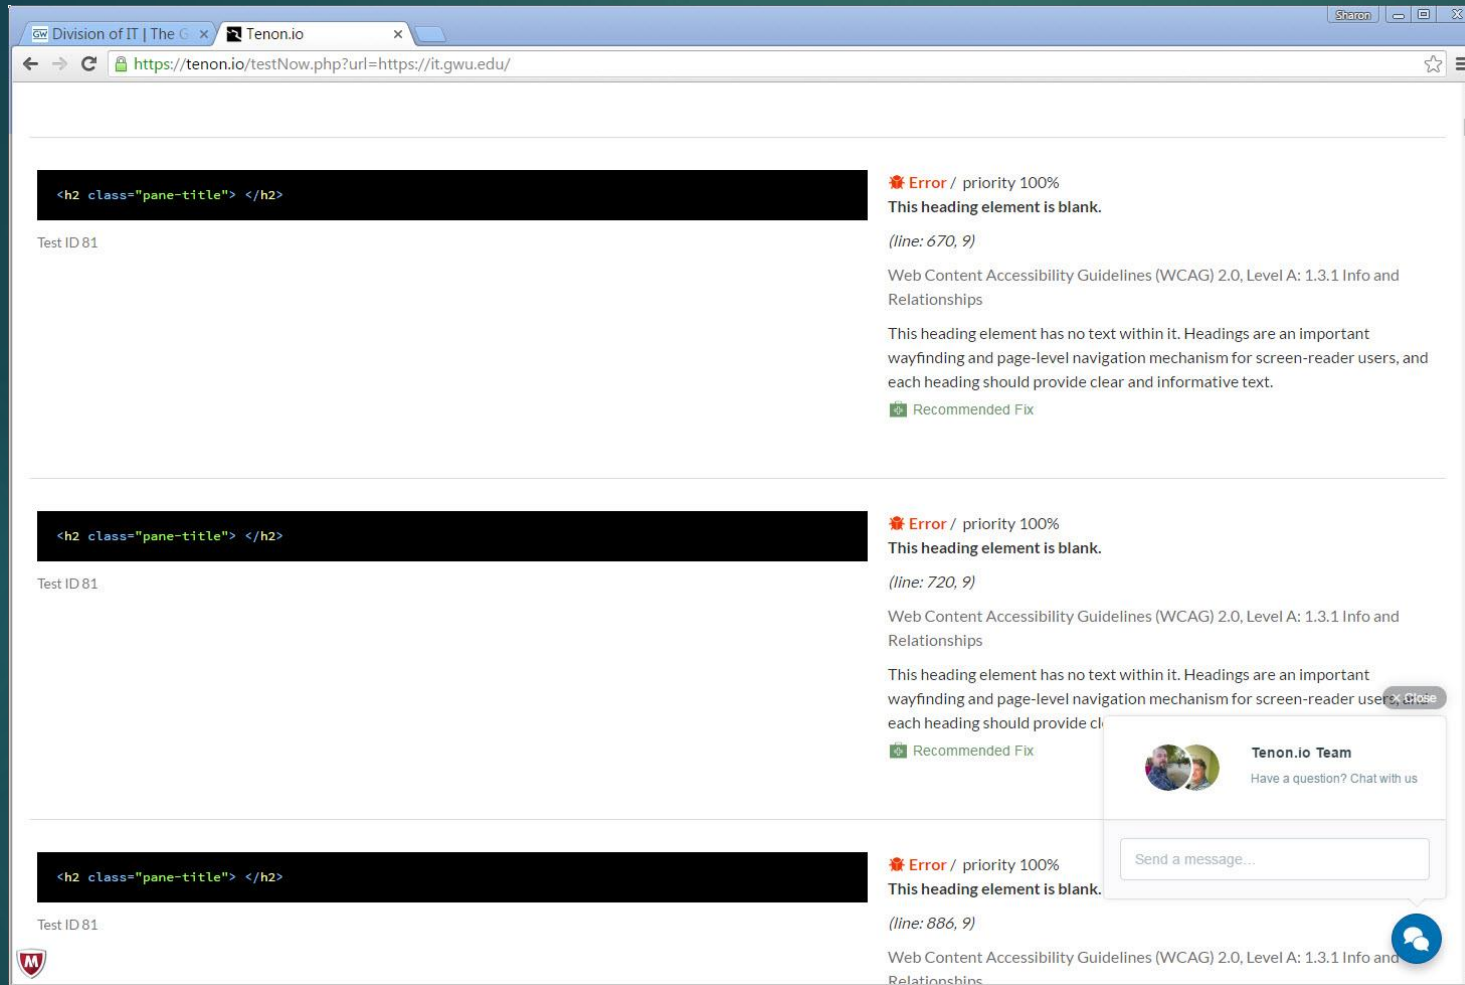 Sharon
GW Division of IT | The G
Tenon.io
https://tenon.io/testNow.php?url=https://it.gwu.edu/
<h2 class="pane-title"> </h2>
Test ID 81
Error / priority 100%
This heading element is blank.
(line: 670, 9)
Web Content Accessibility Guidelines (WCAG) 2.0, Level A: 1.3.1 Info and
Relationships
This heading element has no text within it. Headings are an important
wayfinding and page-level navigation mechanism for screen-reader users, and
each heading should provide clear and informative text.
Recommended Fix
<h2 class="pane-title"> </h2>
Test ID 81
Error / priority 100%
This heading element is blank.
(line: 720, 9)
Web Content Accessibility Guidelines (WCAG) 2.0, Level A: 1.3.1 Info and
Relationships
This heading element has no text within it. Headings are an important
wayfinding and page-level navigation mechanism for screen-reader users, and
each heading should provide cl
Recommended Fix
× Close
Tenon.io Team
Have a question? Chat with us
Send a message...
<h2 class="pane-title"> </h2>
Test ID 81
Error / priority 100%
This heading element is blank.
(line: 886, 9)
Web Content Accessibility Guidelines (WCAG) 2.0, Level A: 1.3.1 Info and
Relationships
M